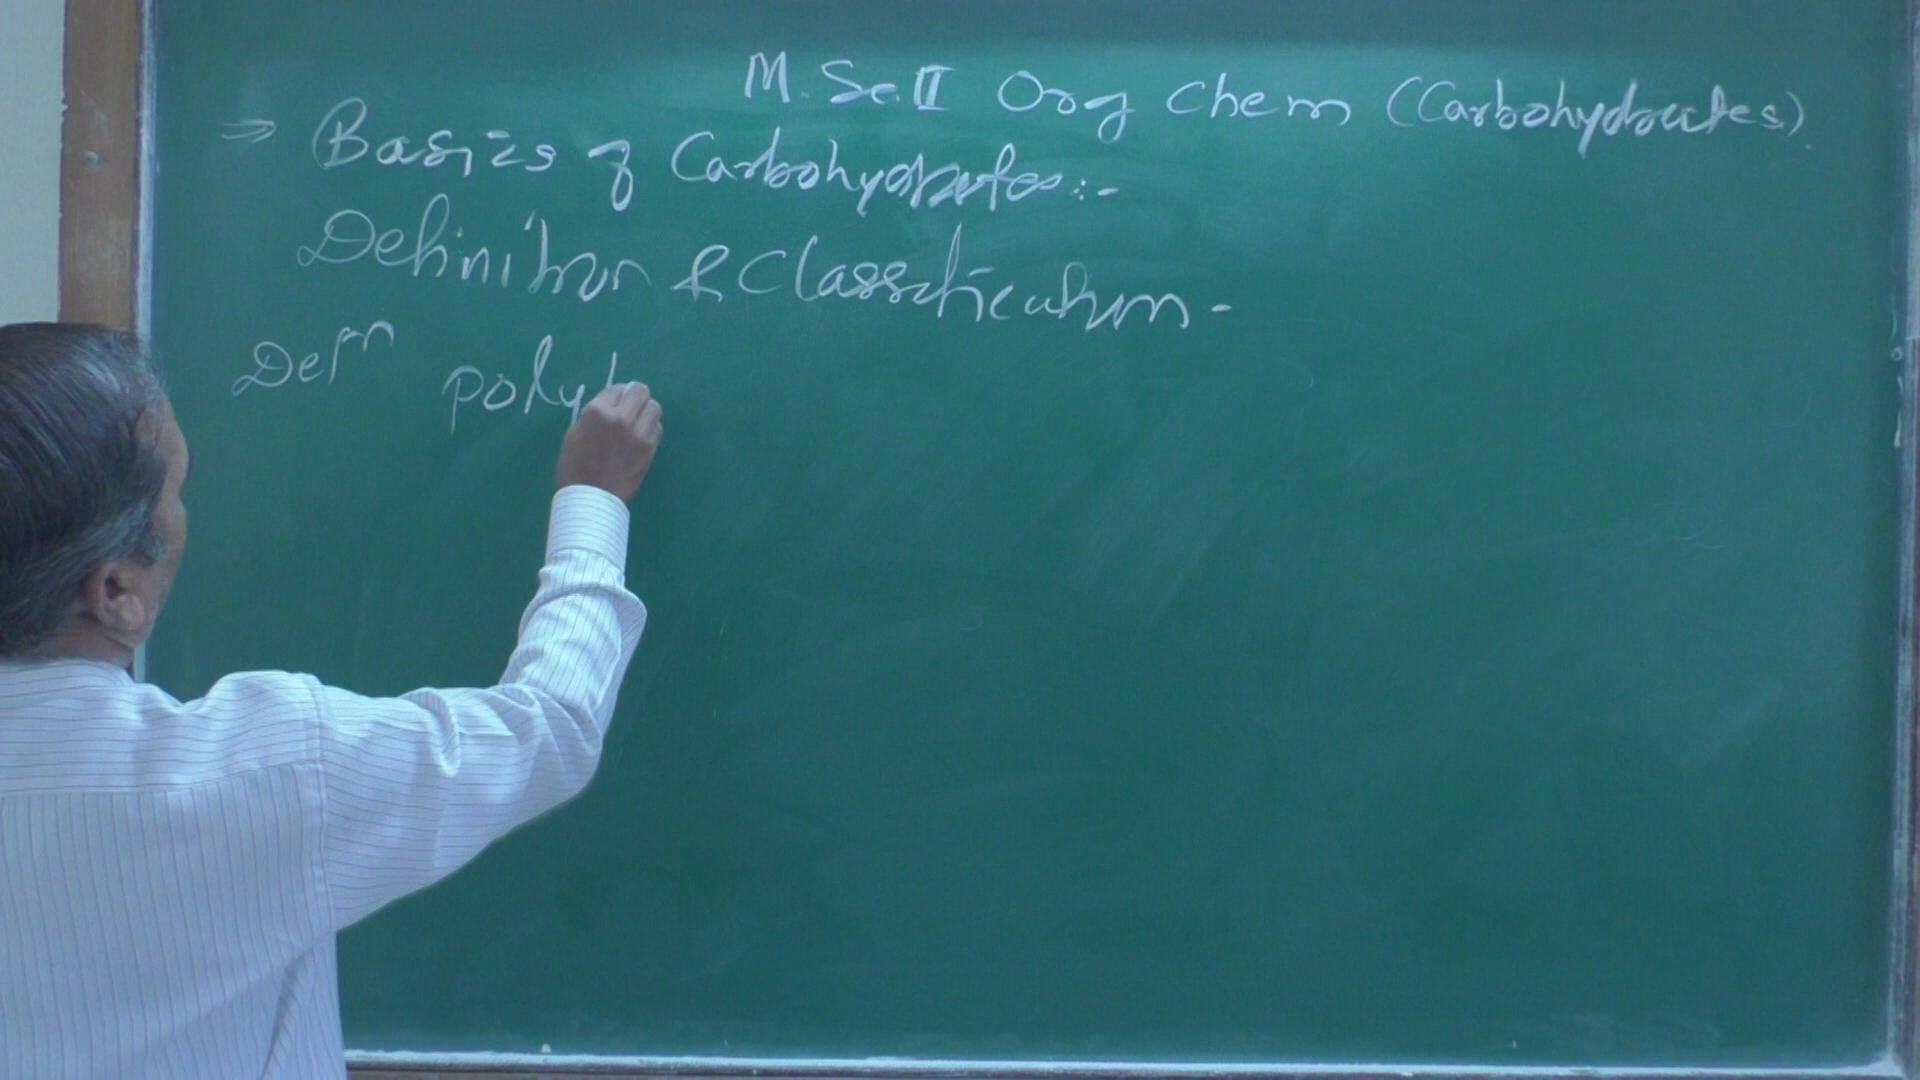 M.Sc.II Org Chem (Carbohydrates)
⇒ Basics of Carbohydrates:-
Definition & Classification -
Defn polyh